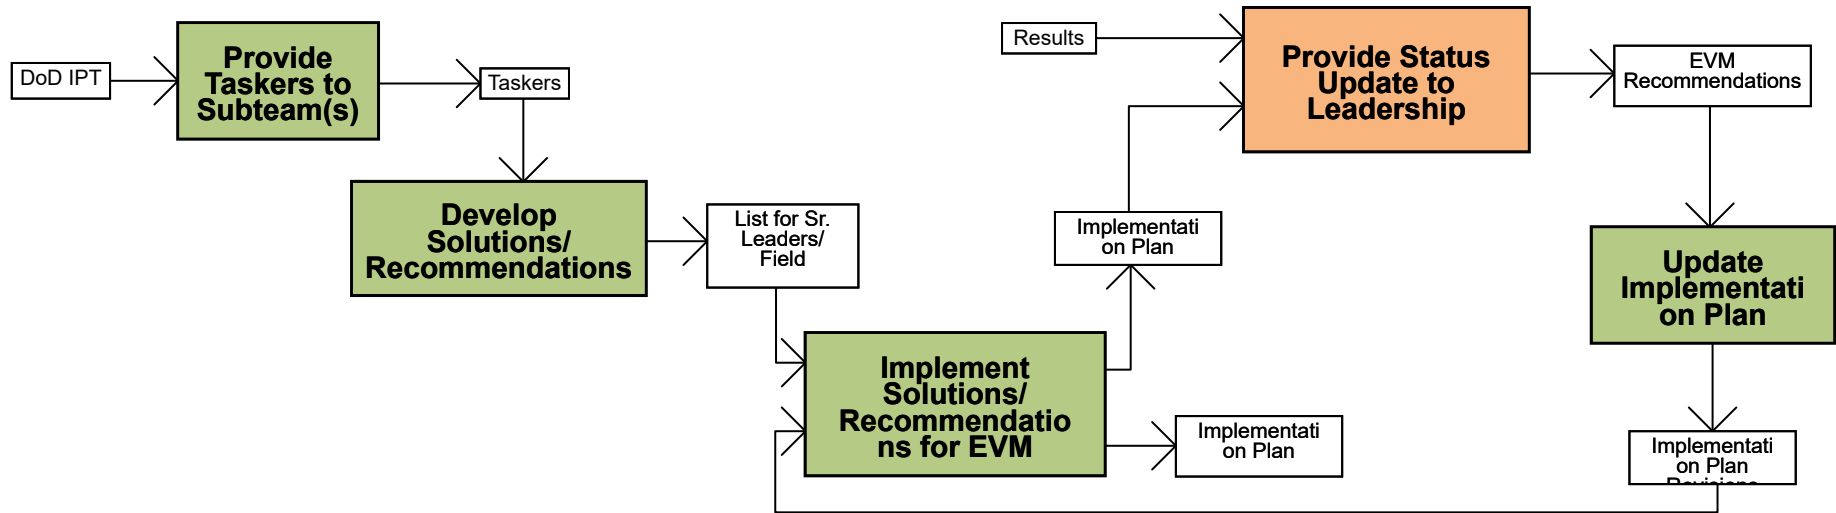 DoD IPT
Provide
Taskers to
Subteam(s)
Taskers
Develop
Solutions/
Recommendations
List for Sr.
Leaders/
Field
Implement
Solutions/
Recommendatio
ns for EVM
Implementati
on Plan
Implementati
on Plan
Results
Provide Status
Update to
Leadership
EVM
Recommendations
Update
Implementati
on Plan
Implementati
on Plan
Revisions